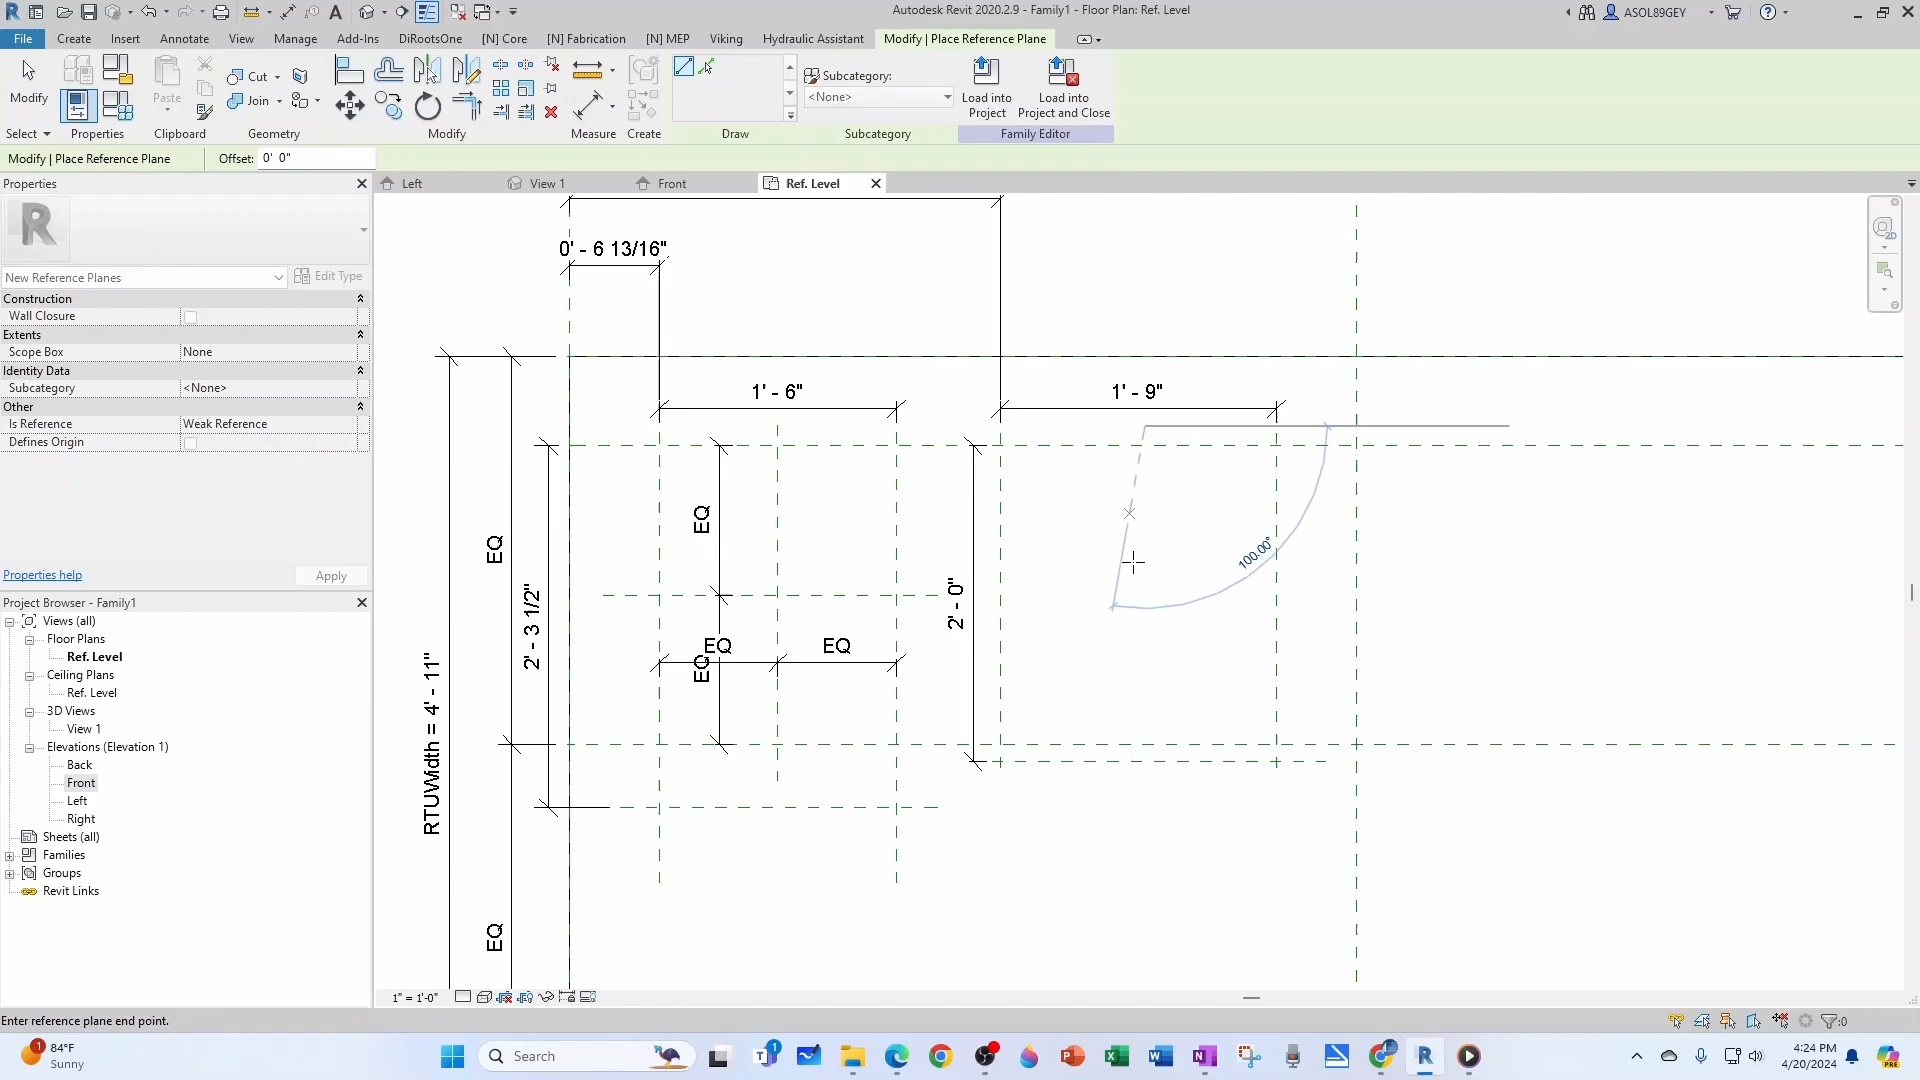 Autodesk Revit 2020.2.9 - Family1 - Floor Plan: Ref. Level
ASOL89GEY
File Create Insert Annotate View Manage Add-Ins DiRootsOne [N] Core [N] Fabrication [N] MEP Viking Hydraulic Assistant Modify | Place Reference Plane
Modify
Paste
Cut
Join
Subcategory:
<None>
Load into
Project
Load into
Project and Close
Select Properties Clipboard Geometry Modify Measure Create Draw Subcategory Family Editor
Modify | Place Reference Plane Offset: 0' 0"
Properties
Left View 1 Front Ref. Level
New Reference Planes Edit Type
Construction
Wall Closure
Extents
Scope Box None
Identity Data
Subcategory <None>
Other
Is Reference Weak Reference
Defines Origin
Properties help Apply
Project Browser - Family1
Views (all)
Floor Plans
Ref. Level
Ceiling Plans
Ref. Level
3D Views
View 1
Elevations (Elevation 1)
Back
Front
Left
Right
Sheets (all)
Families
Groups
Revit Links
0' - 6 13/16"
1' - 6"
1' - 9"
EQ
EQ
2' - 3 1/2"
2' - 0"
100.00°
EQ
EQ
EQ
RTUWidth = 4' - 11"
EQ
1" = 1'-0"
Enter reference plane end point.
:0
84°F
Sunny
Search
4:24 PM
4/20/2024